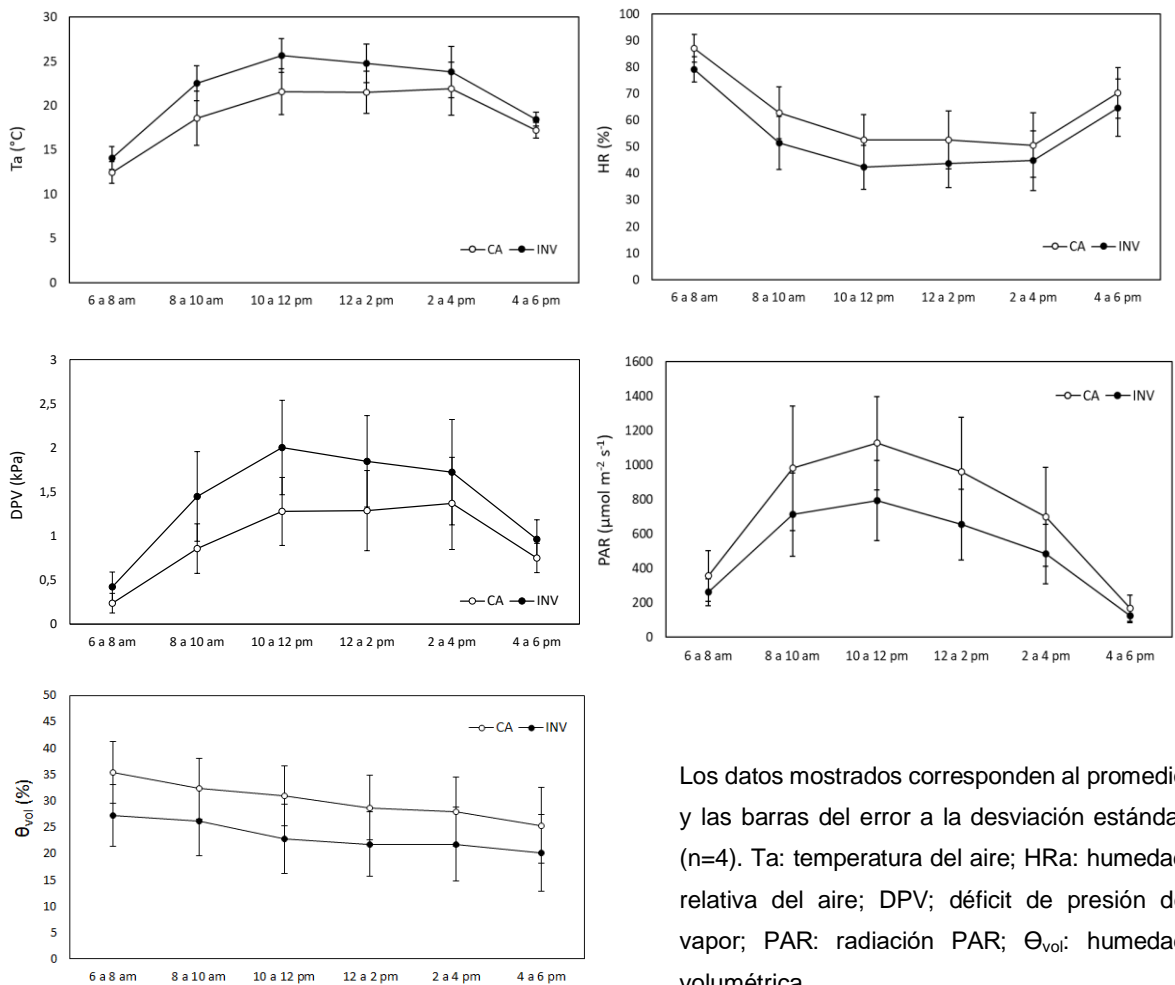 30
25
20
15
10
5
0
Ta (°C)
CA INV
6 a 8 am 8 a 10 am 10 a 12 pm 12 a 2 pm 2 a 4 pm 4 a 6 pm
100
90
80
70
60
50
40
30
20
10
0
HR (%)
CA INV
6 a 8 am 8 a 10 am 10 a 12 pm 12 a 2 pm 2 a 4 pm 4 a 6 pm
3
2,5
2
1,5
1
0,5
0
DPV (kPa)
CA INV
6 a 8 am 8 a 10 am 10 a 12 pm 12 a 2 pm 2 a 4 pm 4 a 6 pm
1600
1400
1200
1000
800
600
400
200
0
PAR (µmol m⁻² s⁻¹)
CA INV
6 a 8 am 8 a 10 am 10 a 12 pm 12 a 2 pm 2 a 4 pm 4 a 6 pm
50
45
40
35
30
25
20
15
10
5
0
Ɵvol (%)
CA INV
6 a 8 am 8 a 10 am 10 a 12 pm 12 a 2 pm 2 a 4 pm 4 a 6 pm
Los datos mostrados corresponden al promedio
y las barras del error a la desviación estánda
(n=4). Ta: temperatura del aire; HRa: humedad
relativa del aire; DPV; déficit de presión de
vapor; PAR: radiación PAR; Ɵvol: humedad
volumétrica